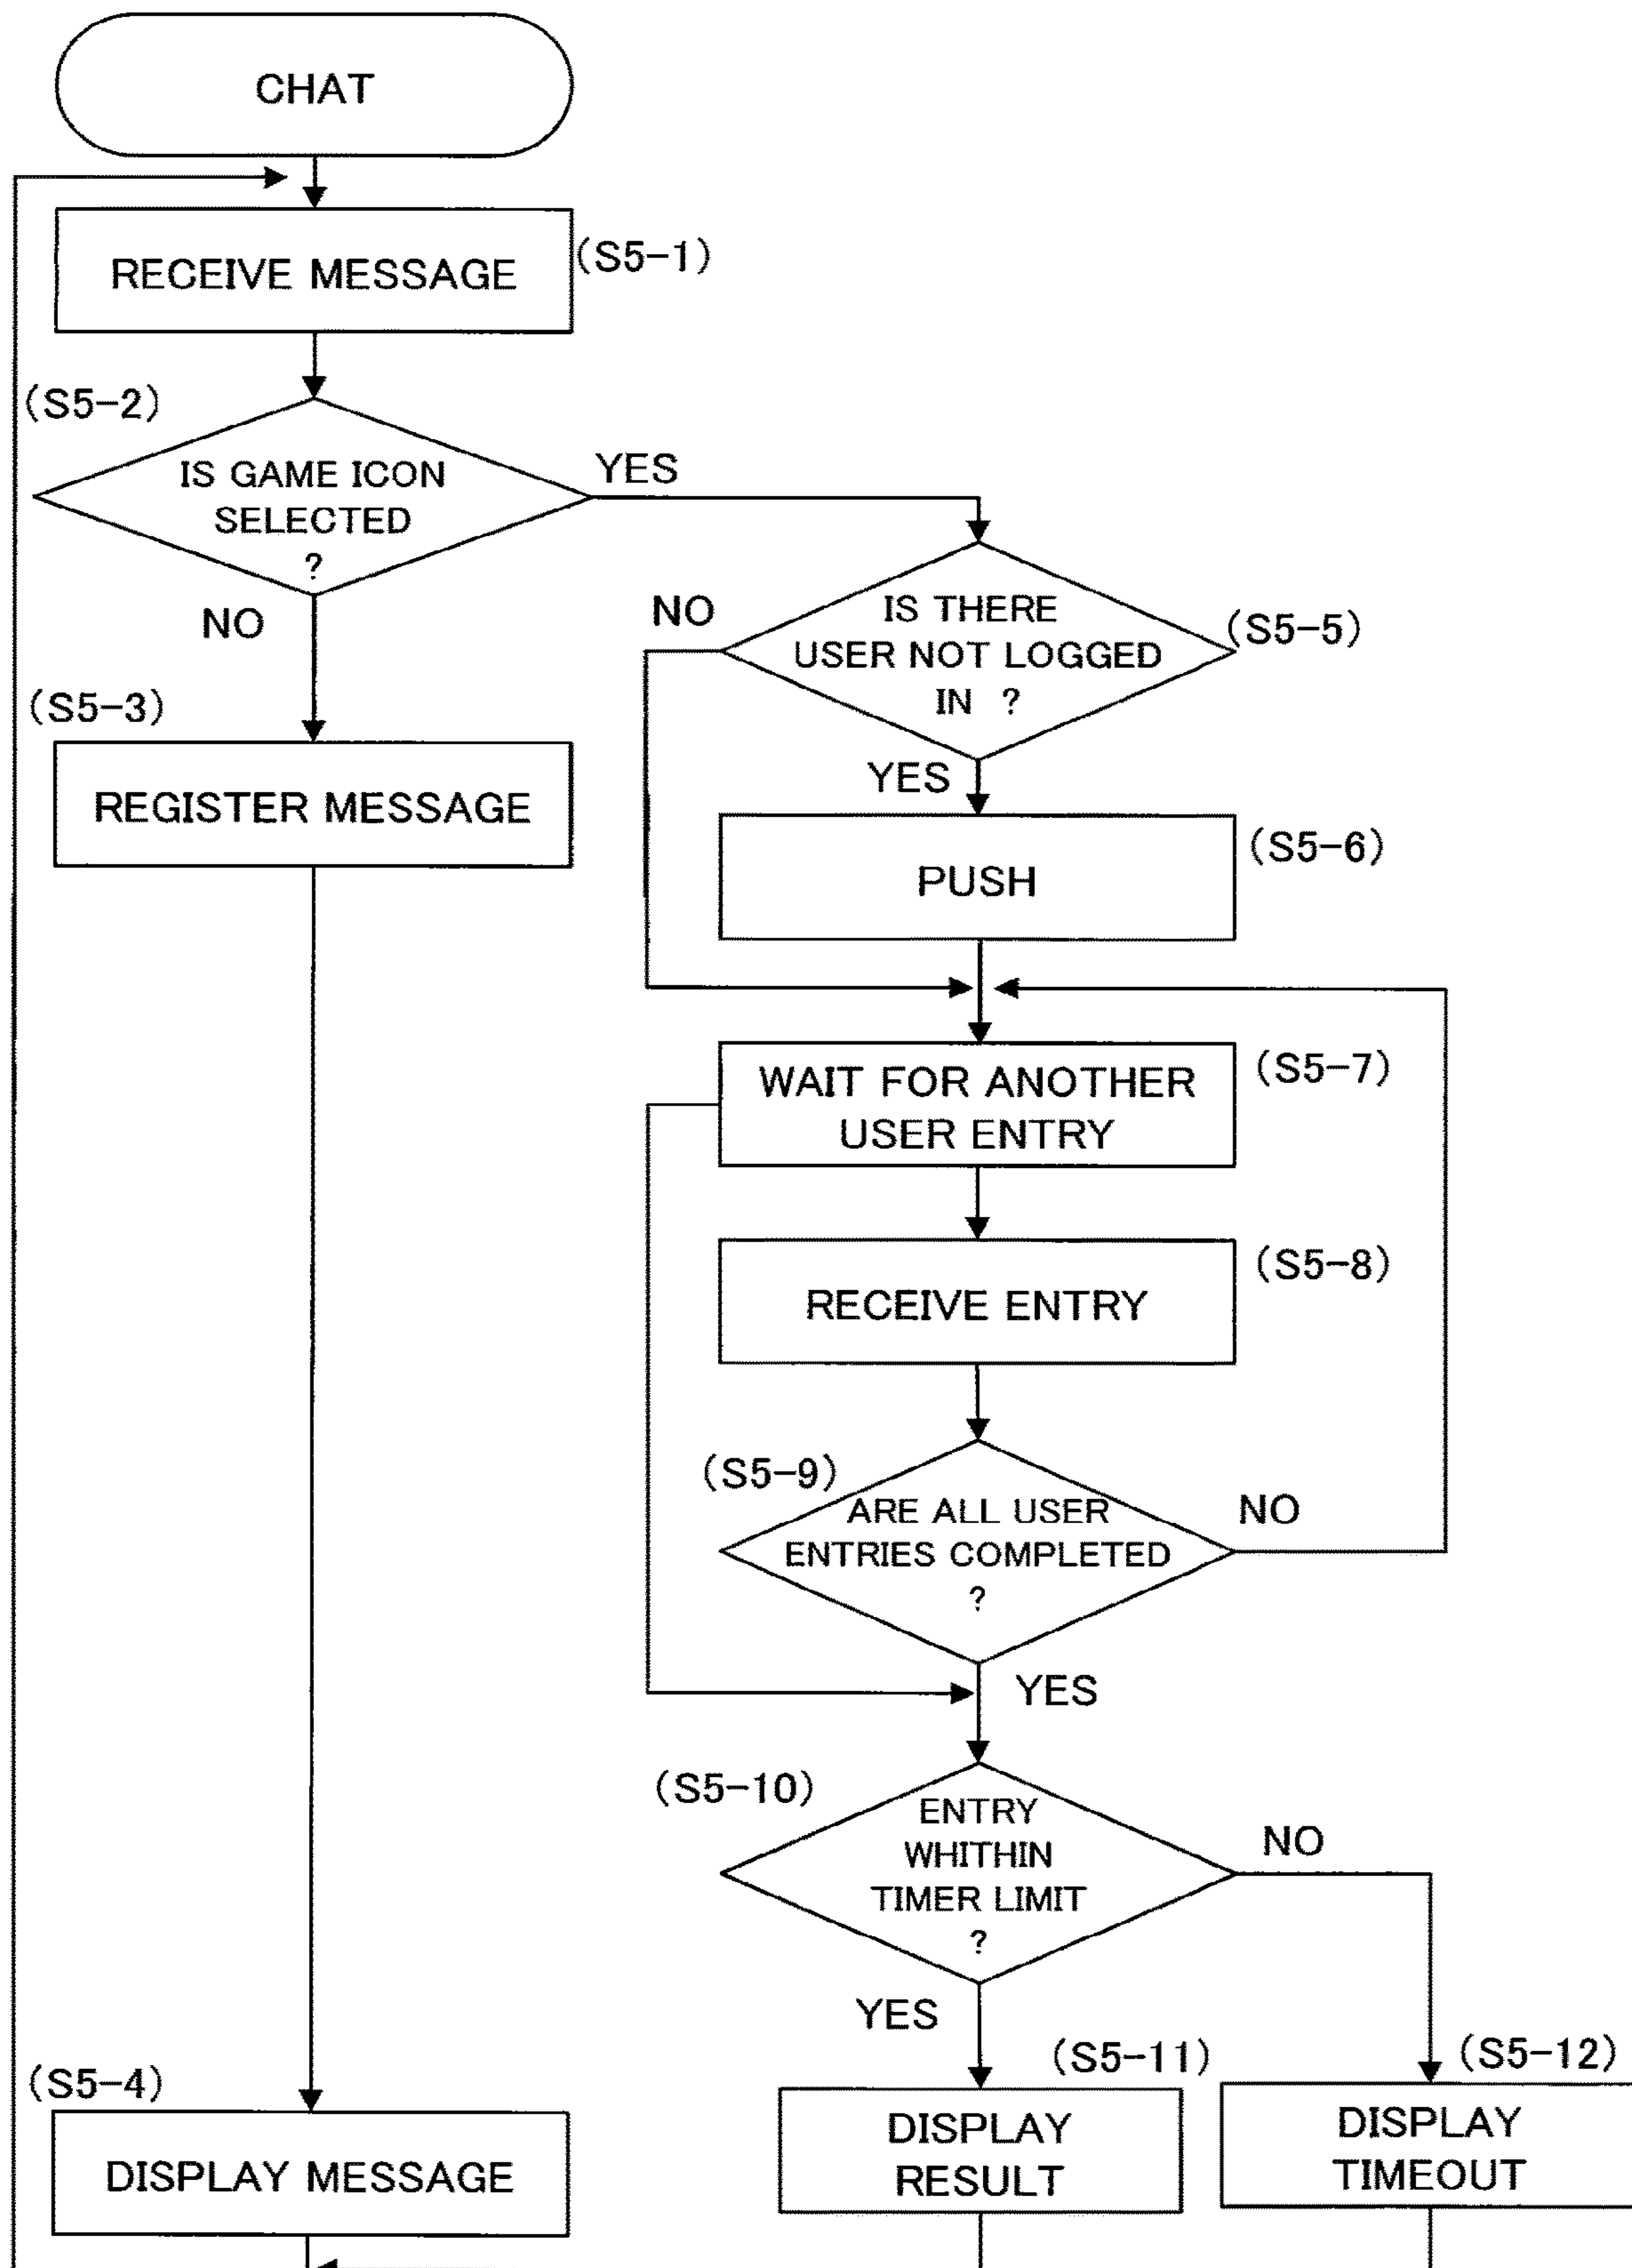 CHAT
RECEIVE MESSAGE
(S5-1)
(S5-2)
IS GAME ICON
SELECTED
?
YES
NO
IS THERE
USER NOT LOGGED
IN ?
(S5-5)
NO
YES
(S5-3)
REGISTER MESSAGE
PUSH
(S5-6)
WAIT FOR ANOTHER
USER ENTRY
(S5-7)
RECEIVE ENTRY
(S5-8)
(S5-9)
ARE ALL USER
ENTRIES COMPLETED
?
NO
YES
(S5-10)
ENTRY
WHITHIN
TIMER LIMIT
?
NO
YES
(S5-4)
DISPLAY MESSAGE
(S5-11)
DISPLAY
RESULT
(S5-12)
DISPLAY
TIMEOUT